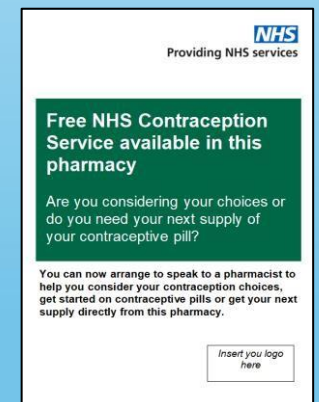 NHS
Providing NHS services
Free NHS Contraception
Service available in this
pharmacy
Are you considering your choices or
do you need your next supply of
your contraceptive pill?
You can now arrange to speak to a pharmacist to
help you consider your contraception choices,
get started on contraceptive pills or get your next
supply directly from this pharmacy.
Insert you logo
here